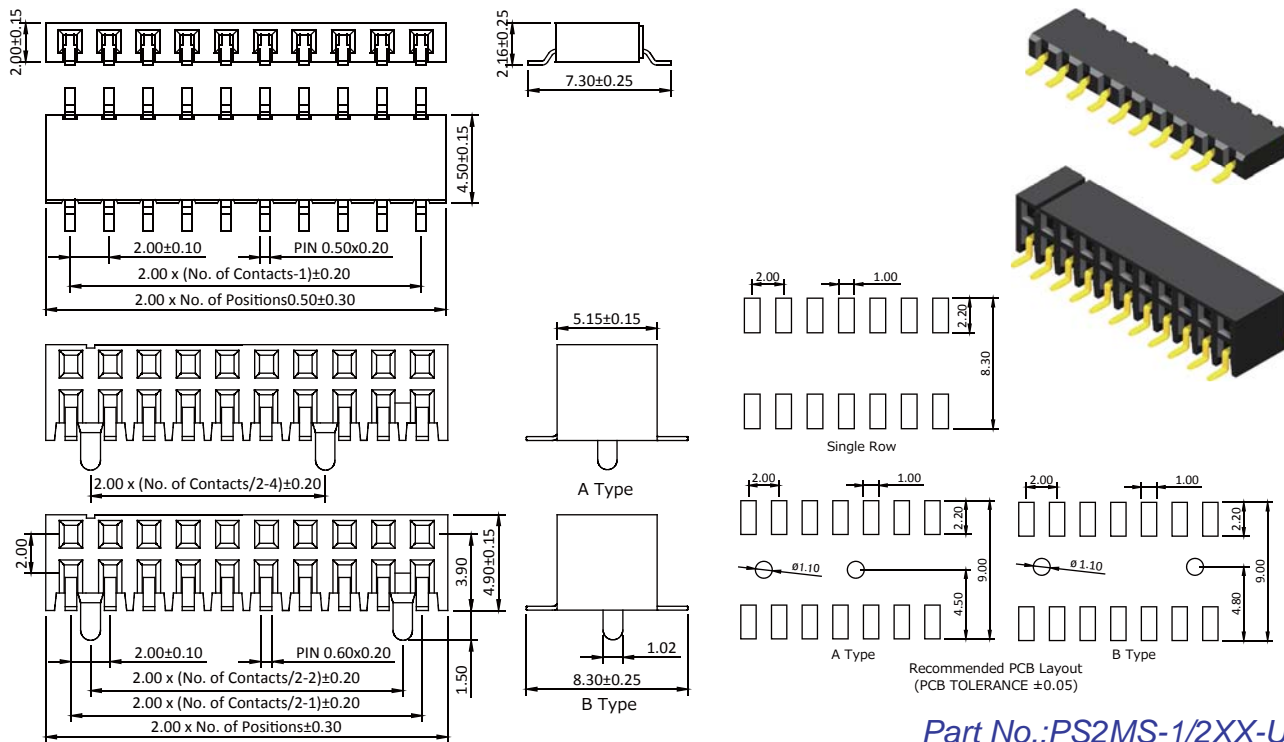 2.00±0.15
2.16±0.25
7.30±0.25
4.50±0.15
2.00±0.10
PIN 0.50x0.20
2.00 x (No. of Contacts-1)±0.20
2.00 x No. of Positions0.50±0.30
2.00 x (No. of Contacts/2-4)±0.20
5.15±0.15
A Type
2.00
1.00
2.20
8.30
Single Row
2.00
3.90
4.90±0.15
2.00±0.10
PIN 0.60x0.20
1.50
2.00 x (No. of Contacts/2-2)±0.20
2.00 x (No. of Contacts/2-1)±0.20
2.00 x No. of Positions±0.30
1.02
8.30±0.25
B Type
2.00
1.00
2.20
ø1.10
9.00
4.50
A Type
2.00
1.00
2.20
ø1.10
9.00
4.80
B Type
Recommended PCB Layout
(PCB TOLERANCE ±0.05)
Part No.:PS2MS-1/2XX-U